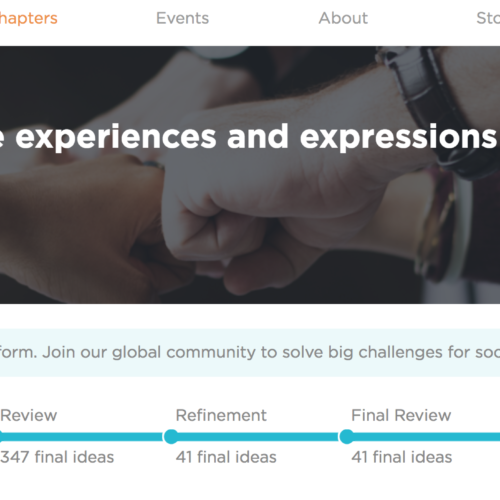 hapters Events About Sto
e experiences and expressions
form. Join our global community to solve big challenges for soc
Review Refinement Final Review
347 final ideas 41 final ideas 41 final ideas